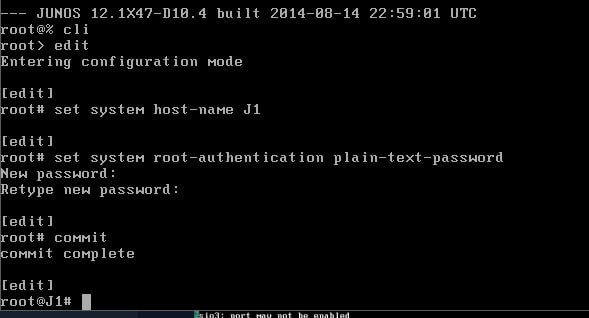 --- JUNOS 12.1X47-D10.4 built 2014-08-14 22:59:01 UTC
root@% cli
root> edit
Entering configuration mode
[edit]
root# set system host-name J1
[edit]
root# set system root-authentication plain-text-password
New password:
Retype new password:
[edit]
root# commit
commit complete
[edit]
root@J1#
sio3: port may not be enabled